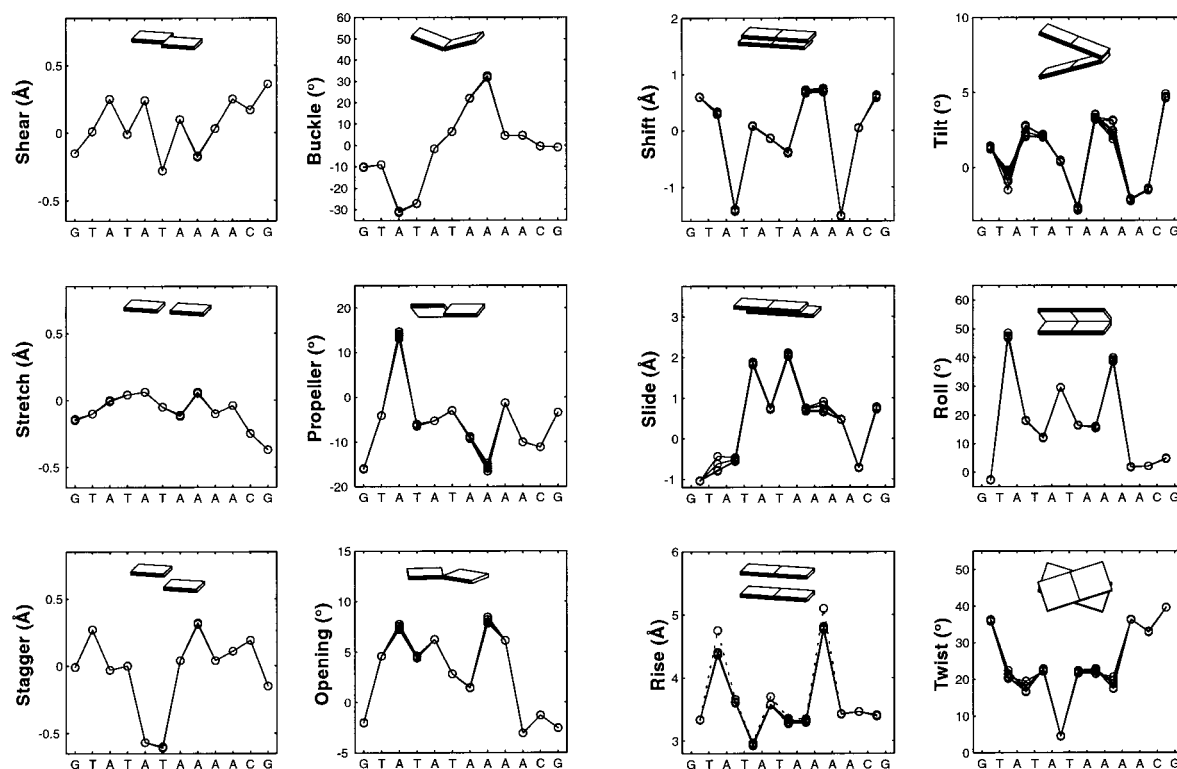 Shear (Å)
0.5
0
-0.5
G T A T A T A A A A C G
Buckle (°)
60
50
40
30
20
10
0
-10
-20
-30
G T A T A T A A A A C G
Shift (Å)
2
1
0
-1
G T A T A T A A A A C G
Tilt (°)
10
5
0
G T A T A T A A A A C G
Stretch (Å)
0.5
0
-0.5
G T A T A T A A A A C G
Propeller (°)
20
10
0
-10
-20
G T A T A T A A A A C G
Slide (Å)
3
2
1
0
-1
G T A T A T A A A A C G
Roll (°)
60
50
40
30
20
10
0
G T A T A T A A A A C G
Stagger (Å)
0.5
0
-0.5
G T A T A T A A A A C G
Opening (°)
15
10
5
0
-5
G T A T A T A A A A C G
Rise (Å)
6
5
4
3
G T A T A T A A A A C G
Twist (°)
50
40
30
20
10
0
G T A T A T A A A A C G